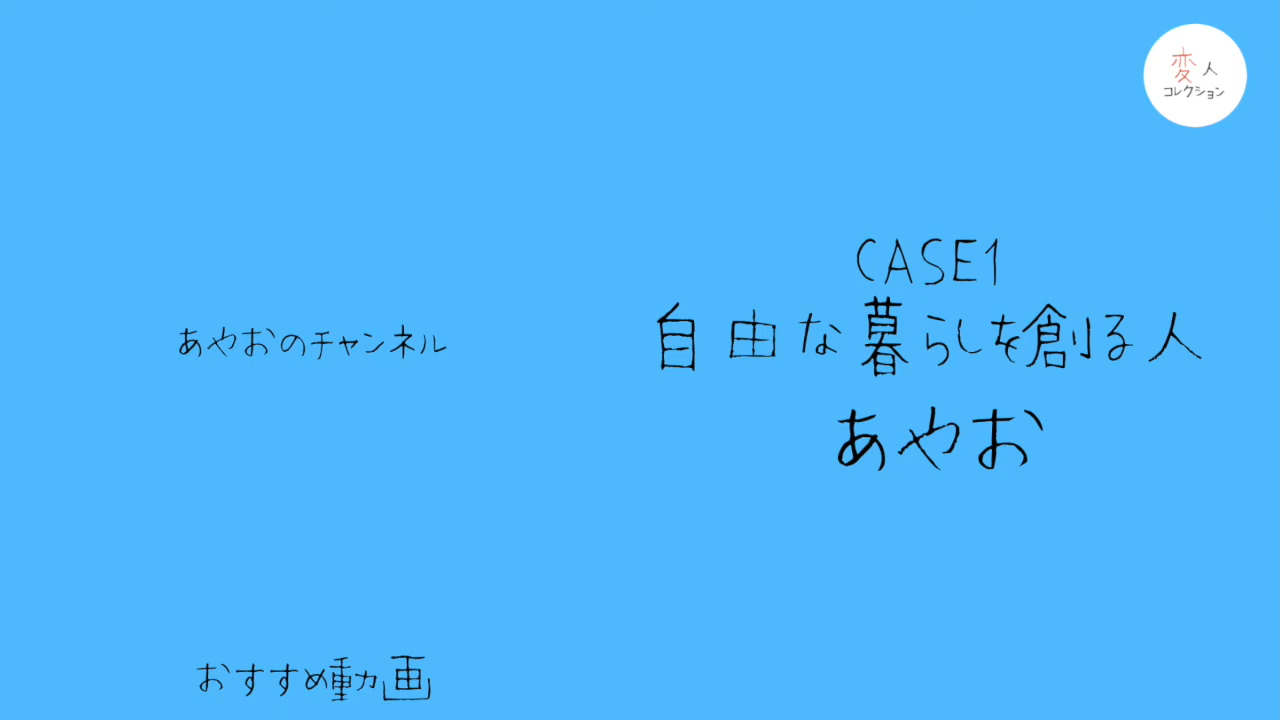 変人
コレクション
CASE1
自由な暮らしを創る人
あやお
あやおのチャンネル
おすすめ動画